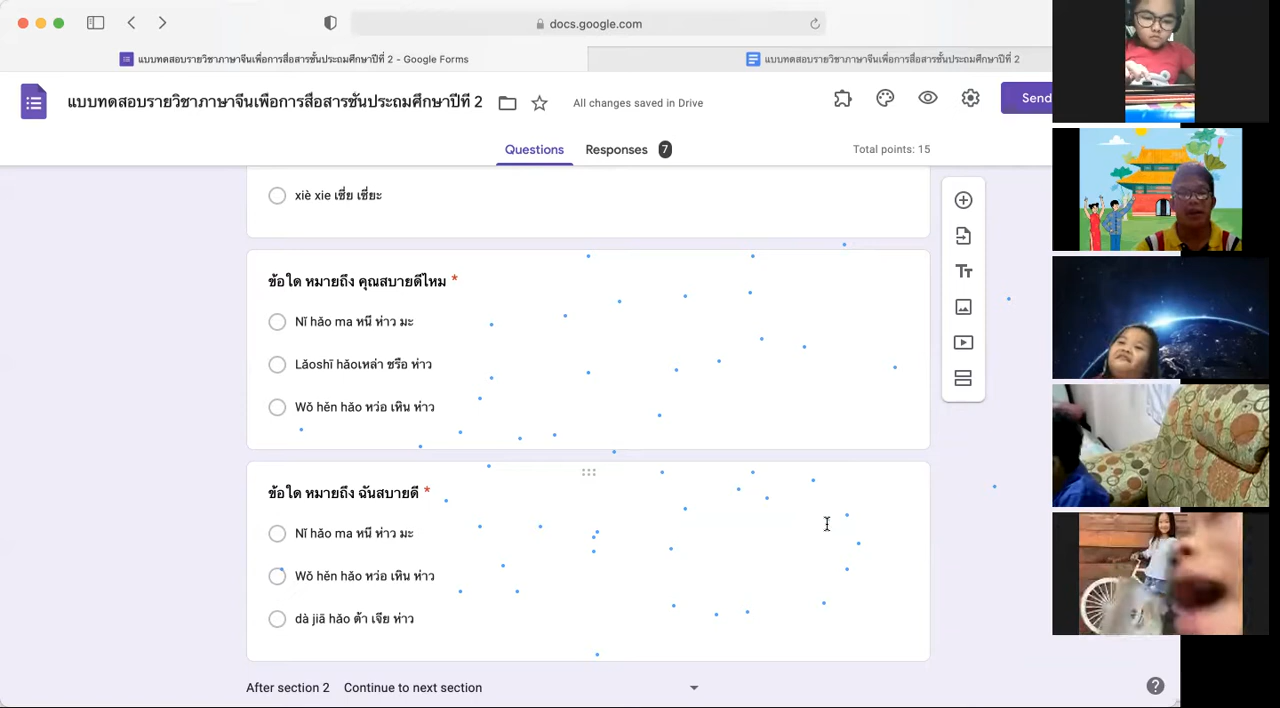 docs.google.com
แบบทดสอบรายวิชาภาษาจีนเพื่อการสื่อสารชั้นประถมศึกษาปีที่ 2 - Google Forms
แบบทดสอบรายวิชาภาษาจีนเพื่อการสื่อสารชั้นประถมศึกษาปีที่ 2
แบบทดสอบรายวิชาภาษาจีนเพื่อการสื่อสารชั้นประถมศึกษาปีที่ 2
All changes saved in Drive
Send
Questions
Responses 7
Total points: 15
xiè xie เซี่ย เซี่ยะ
ข้อใด หมายถึง คุณสบายดีไหม *
Nǐ hǎo ma หนี ห่าว มะ
Lǎoshī hǎoเหล่า ซรือ ห่าว
Wǒ hěn hǎo หว่อ เหิน ห่าว
ข้อใด หมายถึง ฉันสบายดี *
Nǐ hǎo ma หนี ห่าว มะ
Wǒ hěn hǎo หว่อ เหิน ห่าว
dà jiā hǎo ต้า เจีย ห่าว
After section 2 Continue to next section